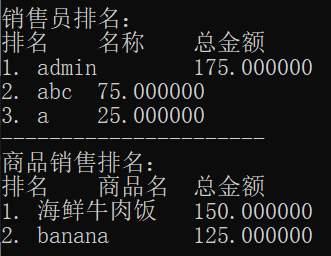 销售员排名:
排名 名称 总金额
1. admin 175.000000
2. abc 75.000000
3. a 25.000000
----------------------
商品销售排名:
排名 商品名 总金额
1. 海鲜牛肉饭 150.000000
2. banana 125.000000